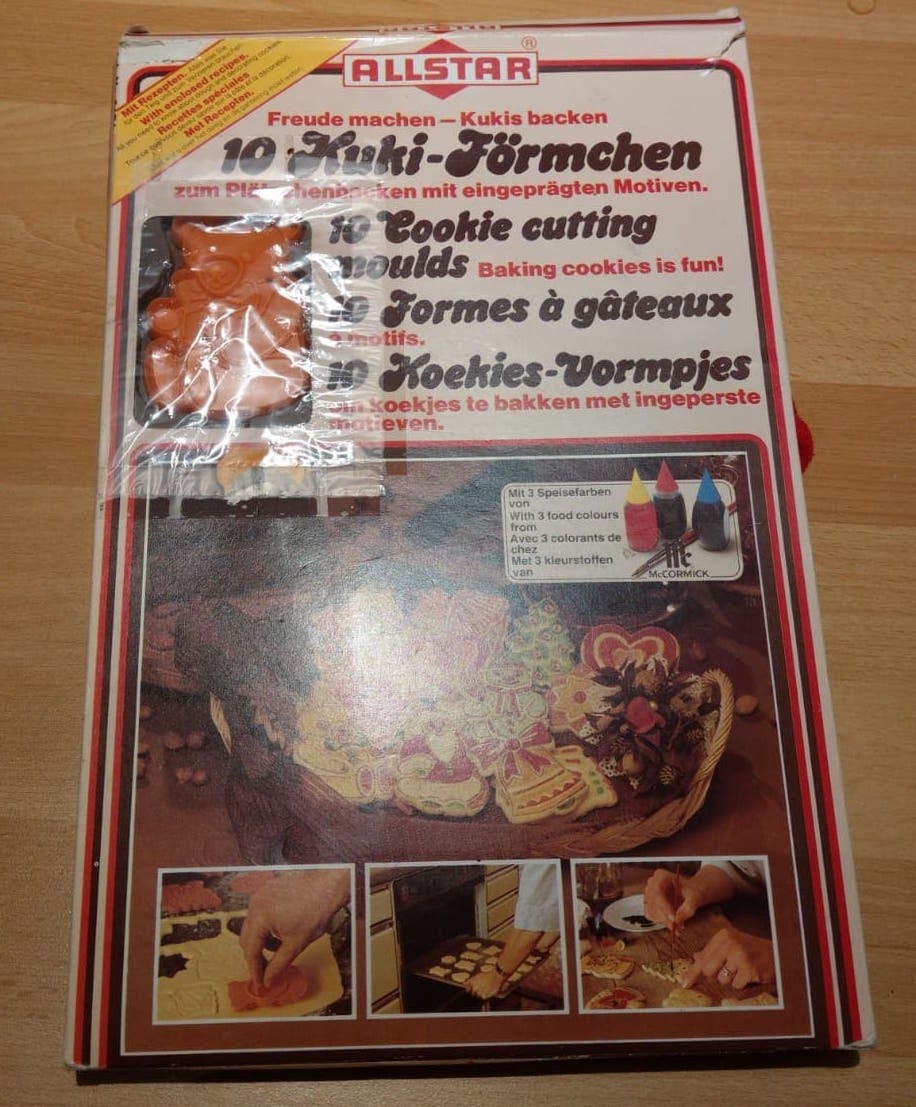 Mit Rezepten.
With enclosed recipes.
Recettes spéciales
Met Recepten.
ALLSTAR ®
Freude machen – Kukis backen
10 Kuki-Förmchen
zum Plätzchenbacken mit eingeprägten Motiven.
10 Cookie cutting
moulds Baking cookies is fun!
10 Formes à gâteaux
à motifs.
10 Koekies-Vormpjes
om koekjes te bakken met ingeperste
motieven.
Mit 3 Speisefarben
von
With 3 food colours
from
Avec 3 colorants de
chez
Met 3 kleurstoffen
van
McCORMICK